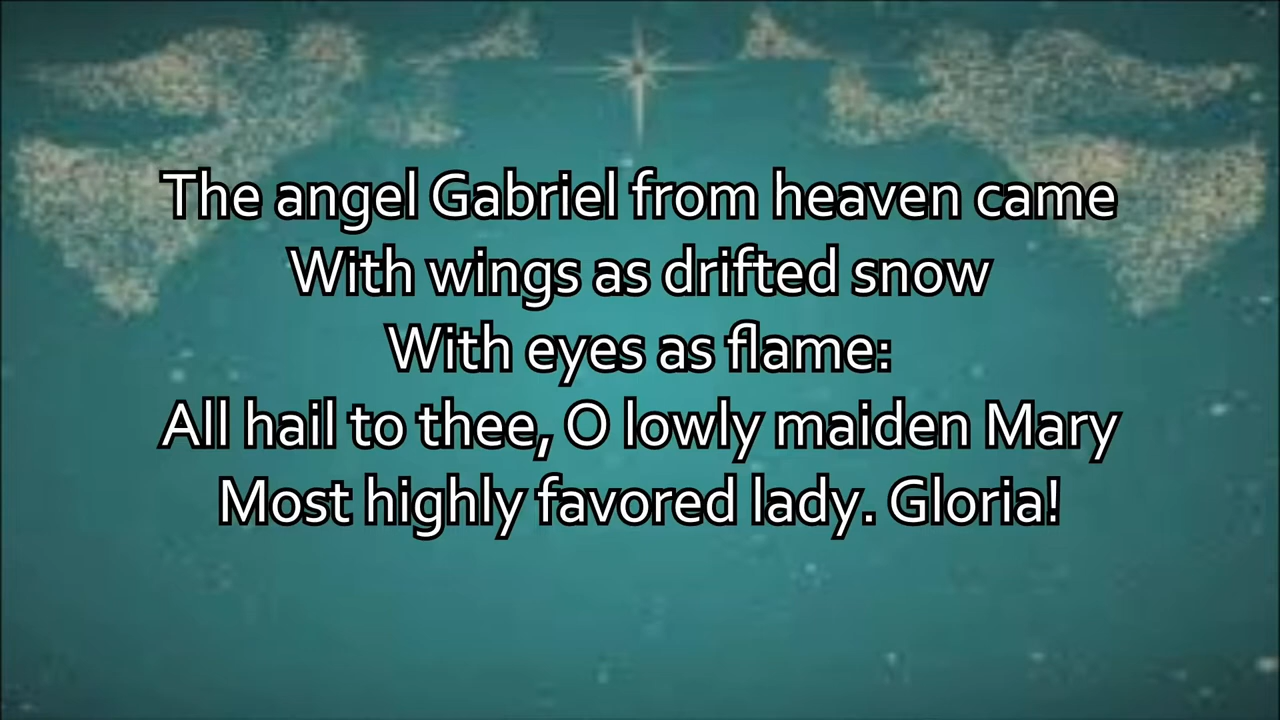 The angel Gabriel from heaven came
With wings as drifted snow
With eyes as flame:
All hail to thee, O lowly maiden Mary
Most highly favored lady. Gloria!